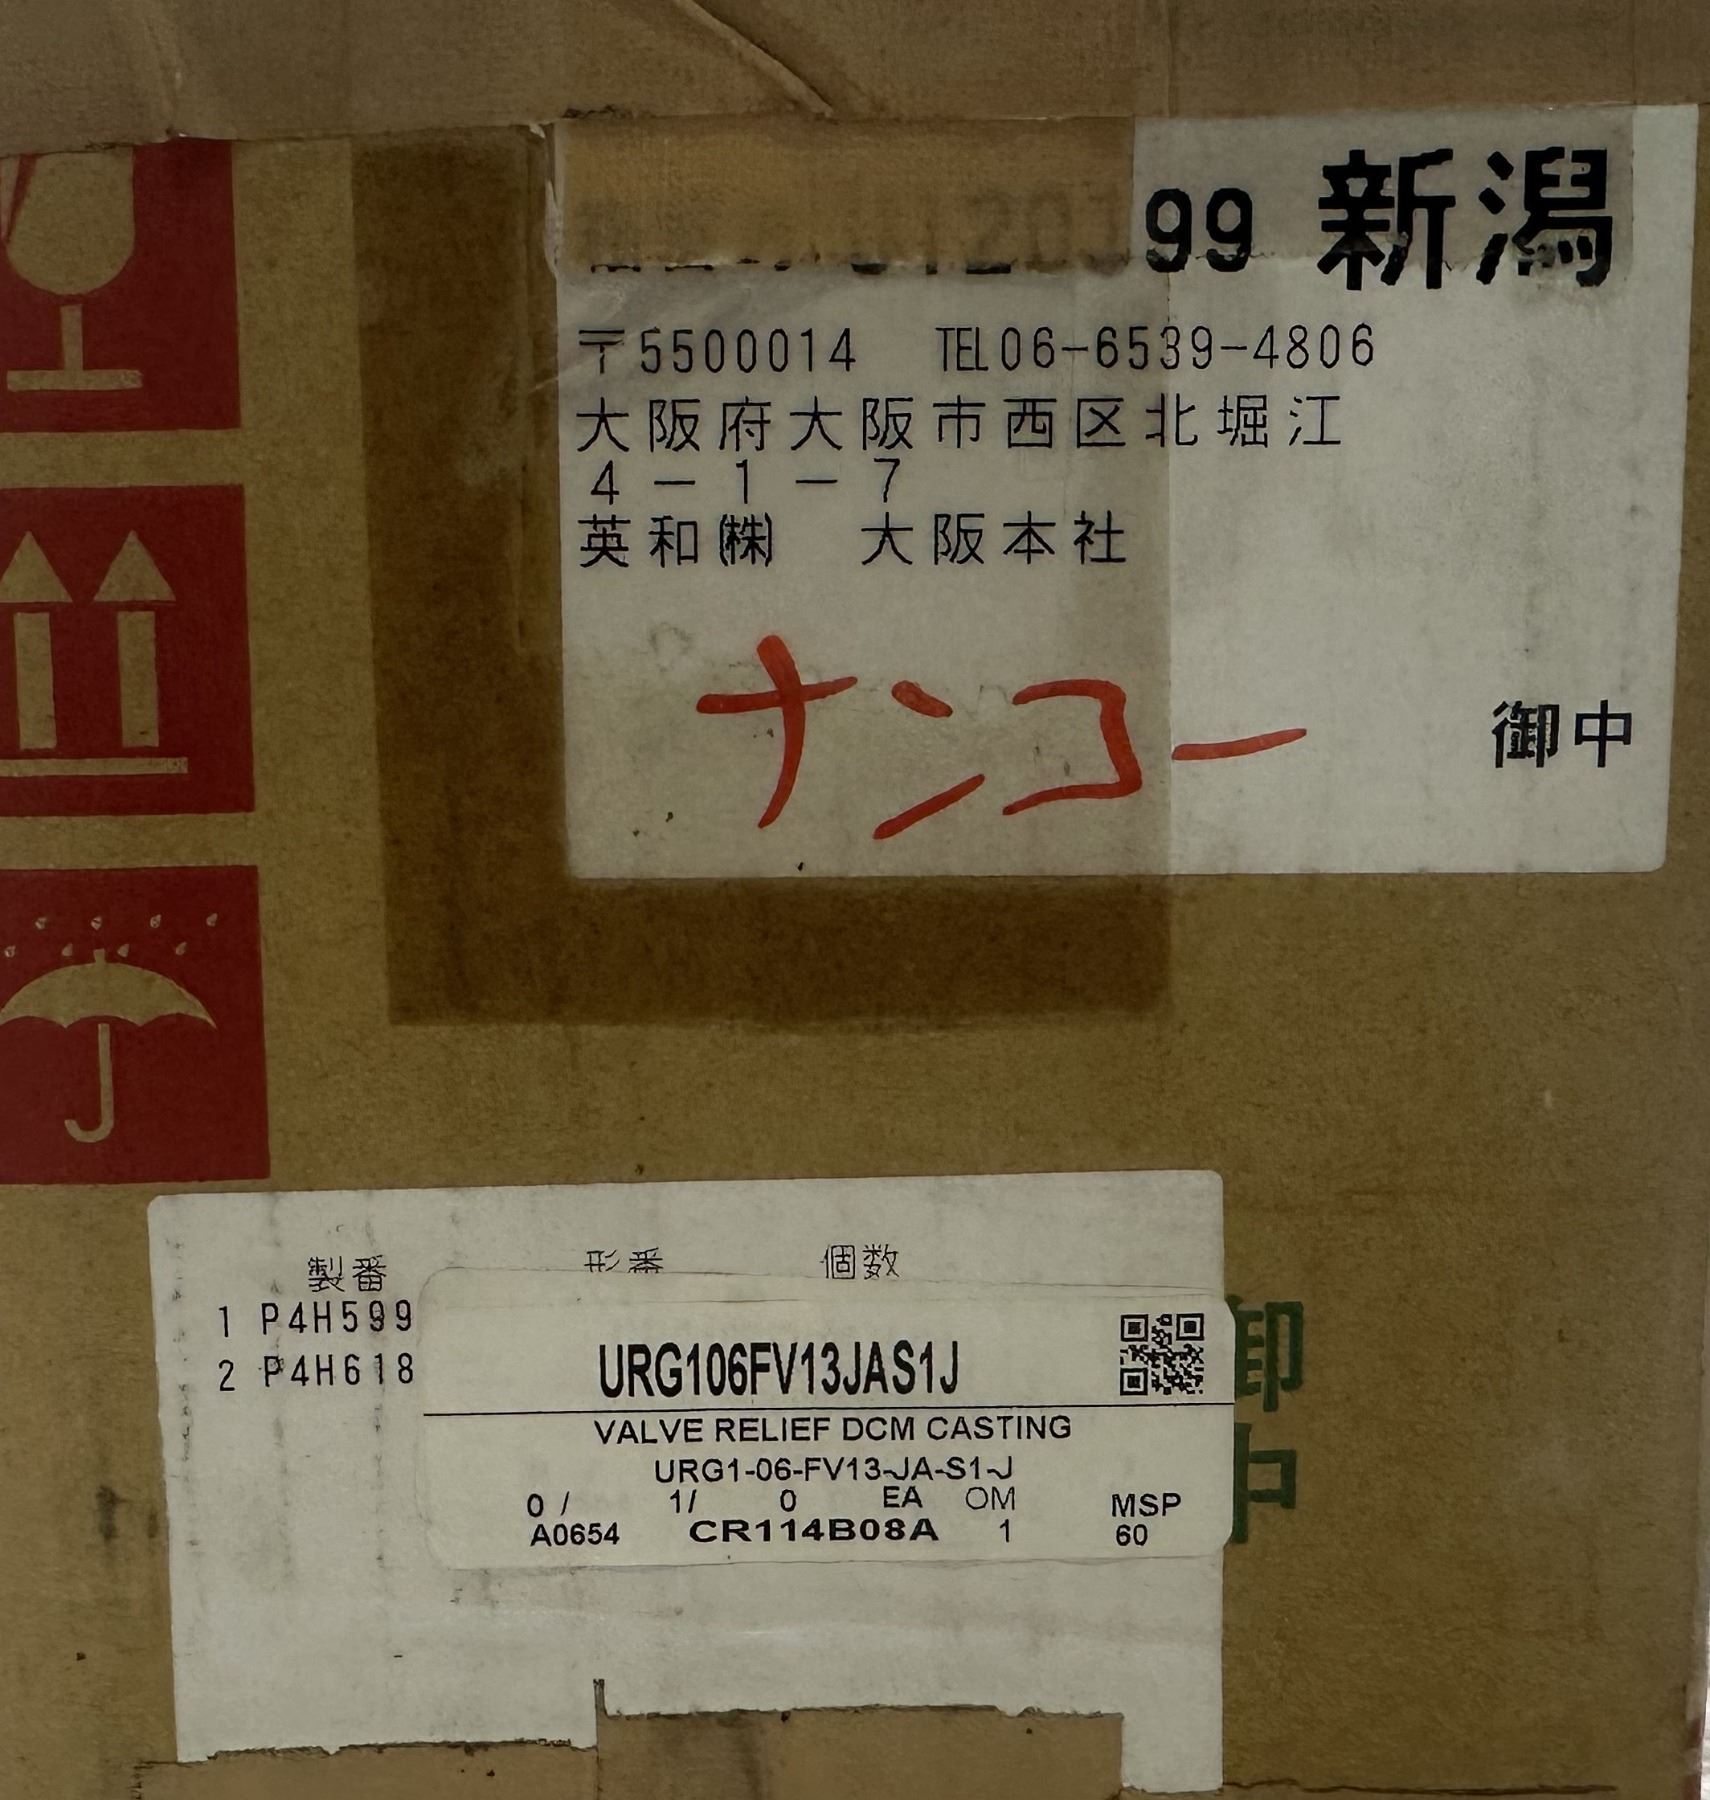 99 新潟
〒5500014 TEL06-6539-4806
大阪府大阪市西区北堀江
4-1-7
英和㈱ 大阪本社
ナンコー
御中
製番 形番 個数
1 P4H599
2 P4H618
URG106FV13JAS1J
VALVE RELIEF DCM CASTING
URG1-06-FV13-JA-S1-J
0 / 1/ 0 EA OM MSP
A0654 CR114B08A 1 60
御中